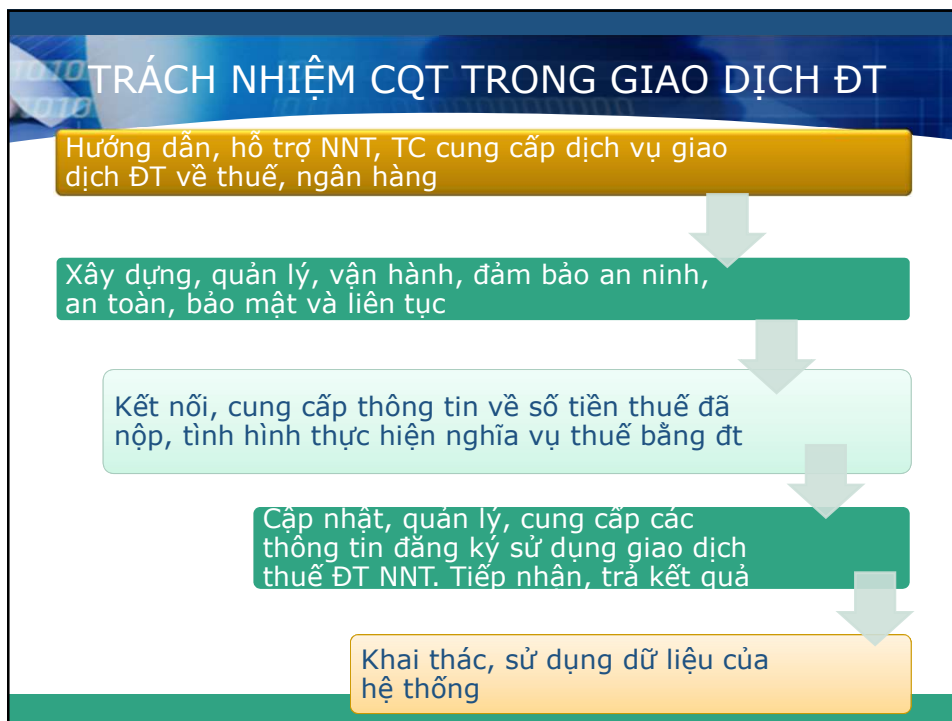 TRÁCH NHIỆM CQT TRONG GIAO DỊCH ĐT
Hướng dẫn, hỗ trợ NNT, TC cung cấp dịch vụ giao
dịch ĐT về thuế, ngân hàng
Xây dựng, quản lý, vận hành, đảm bảo an ninh,
an toàn, bảo mật và liên tục
Kết nối, cung cấp thông tin về số tiền thuế đã
nộp, tình hình thực hiện nghĩa vụ thuế bằng đt
Cập nhật, quản lý, cung cấp các
thông tin đăng ký sử dụng giao dịch
thuế ĐT NNT. Tiếp nhận, trả kết quả
Khai thác, sử dụng dữ liệu của
hệ thống